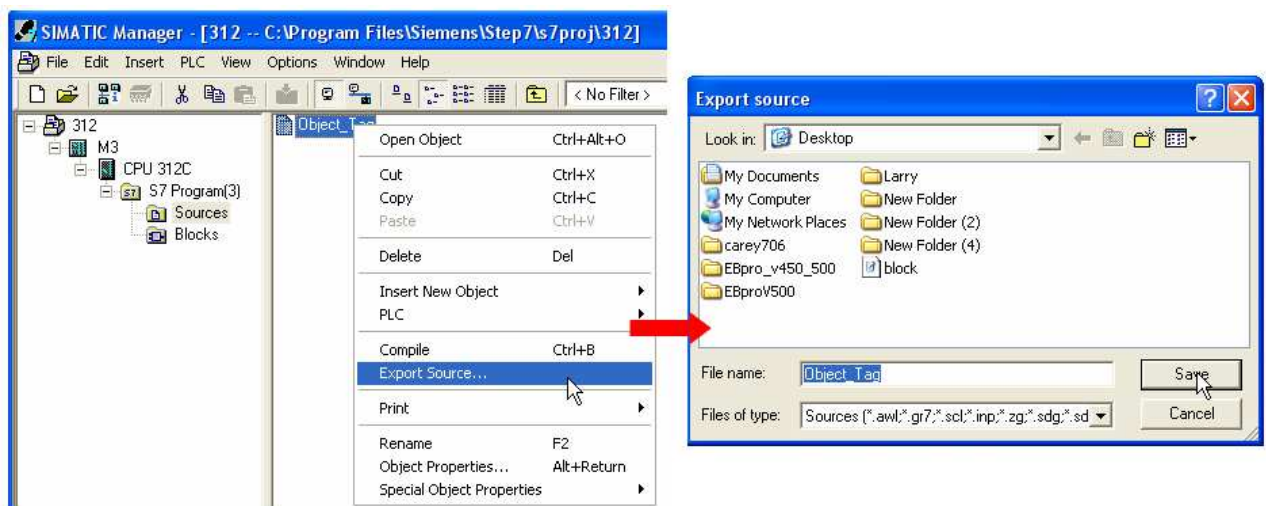 SIMATIC Manager - [312 -- C:\Program Files\Siemens\Step7\s7proj\312]
File Edit Insert PLC View Options Window Help
< No Filter >
312
M3
CPU 312C
S7 Program(3)
Sources
Blocks
Object_Tag
Open Object Ctrl+Alt+O
Cut Ctrl+X
Copy Ctrl+C
Paste Ctrl+V
Delete Del
Insert New Object
PLC
Compile Ctrl+B
Export Source...
Print
Rename F2
Object Properties... Alt+Return
Special Object Properties
Export source
Look in: Desktop
My Documents
My Computer
My Network Places
carey706
EBpro_v450_500
EBproV500
Larry
New Folder
New Folder (2)
New Folder (4)
block
File name: Object_Tag
Save
Files of type: Sources (*.awl;*.gr7;*.scl;*.inp;*.zg;*.sdg;*.sd
Cancel